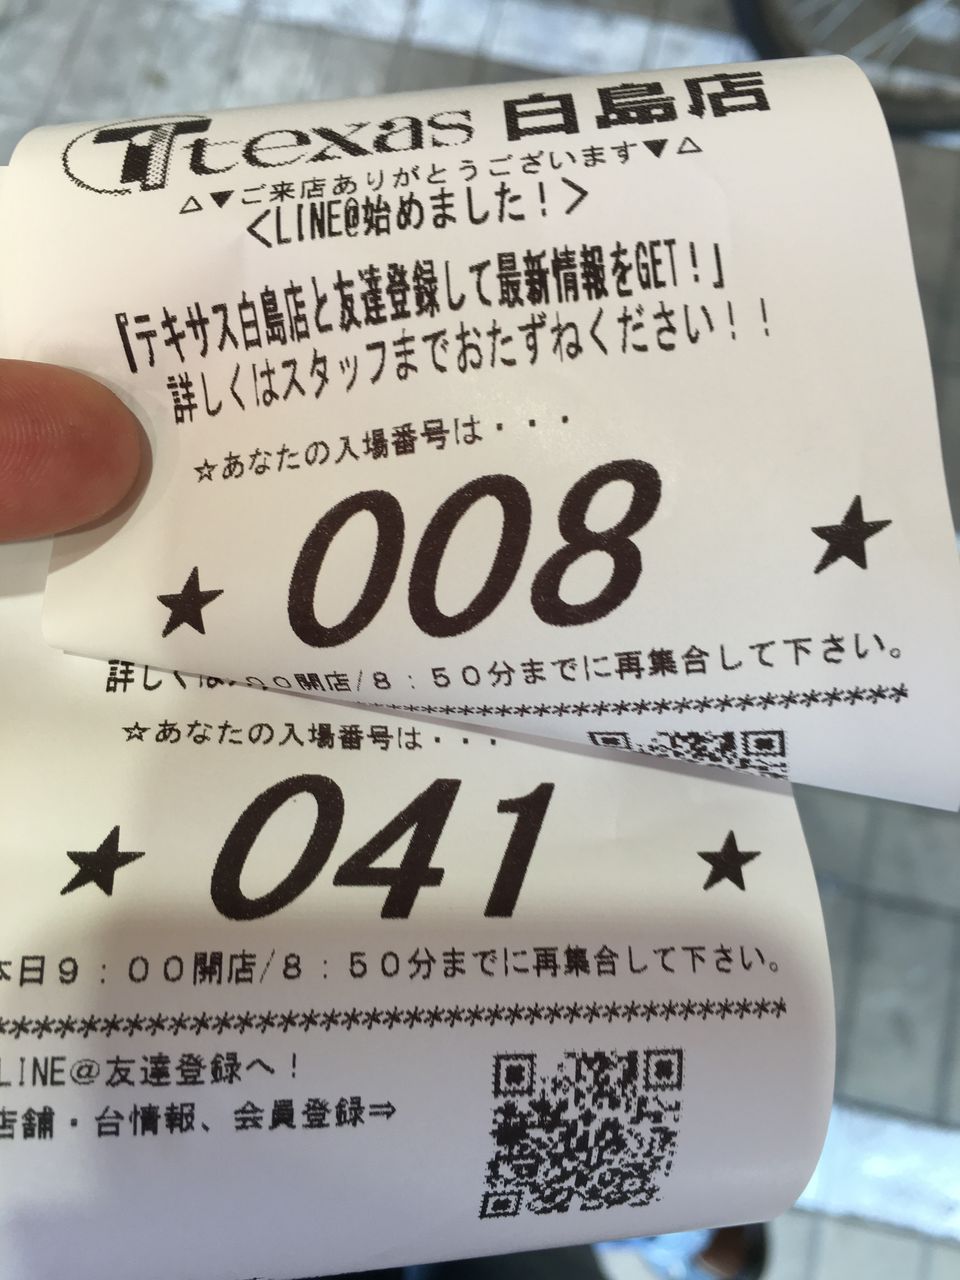 texas 白島店
△▼ご来店ありがとうございます▼△
<LINE@始めました！>
『テキサス白島店と友達登録して最新情報をGET！』
詳しくはスタッフまでおたずねください！！
☆あなたの入場番号は・・・
★ 008 ★
開店/8：50分までに再集合して下さい。
************************************
詳しくは
☆あなたの入場番号は・・・
★ 041 ★
本日9：00開店/8：50分までに再集合して下さい。
************************************
LINE@友達登録へ！
店舗・台情報、会員登録⇒